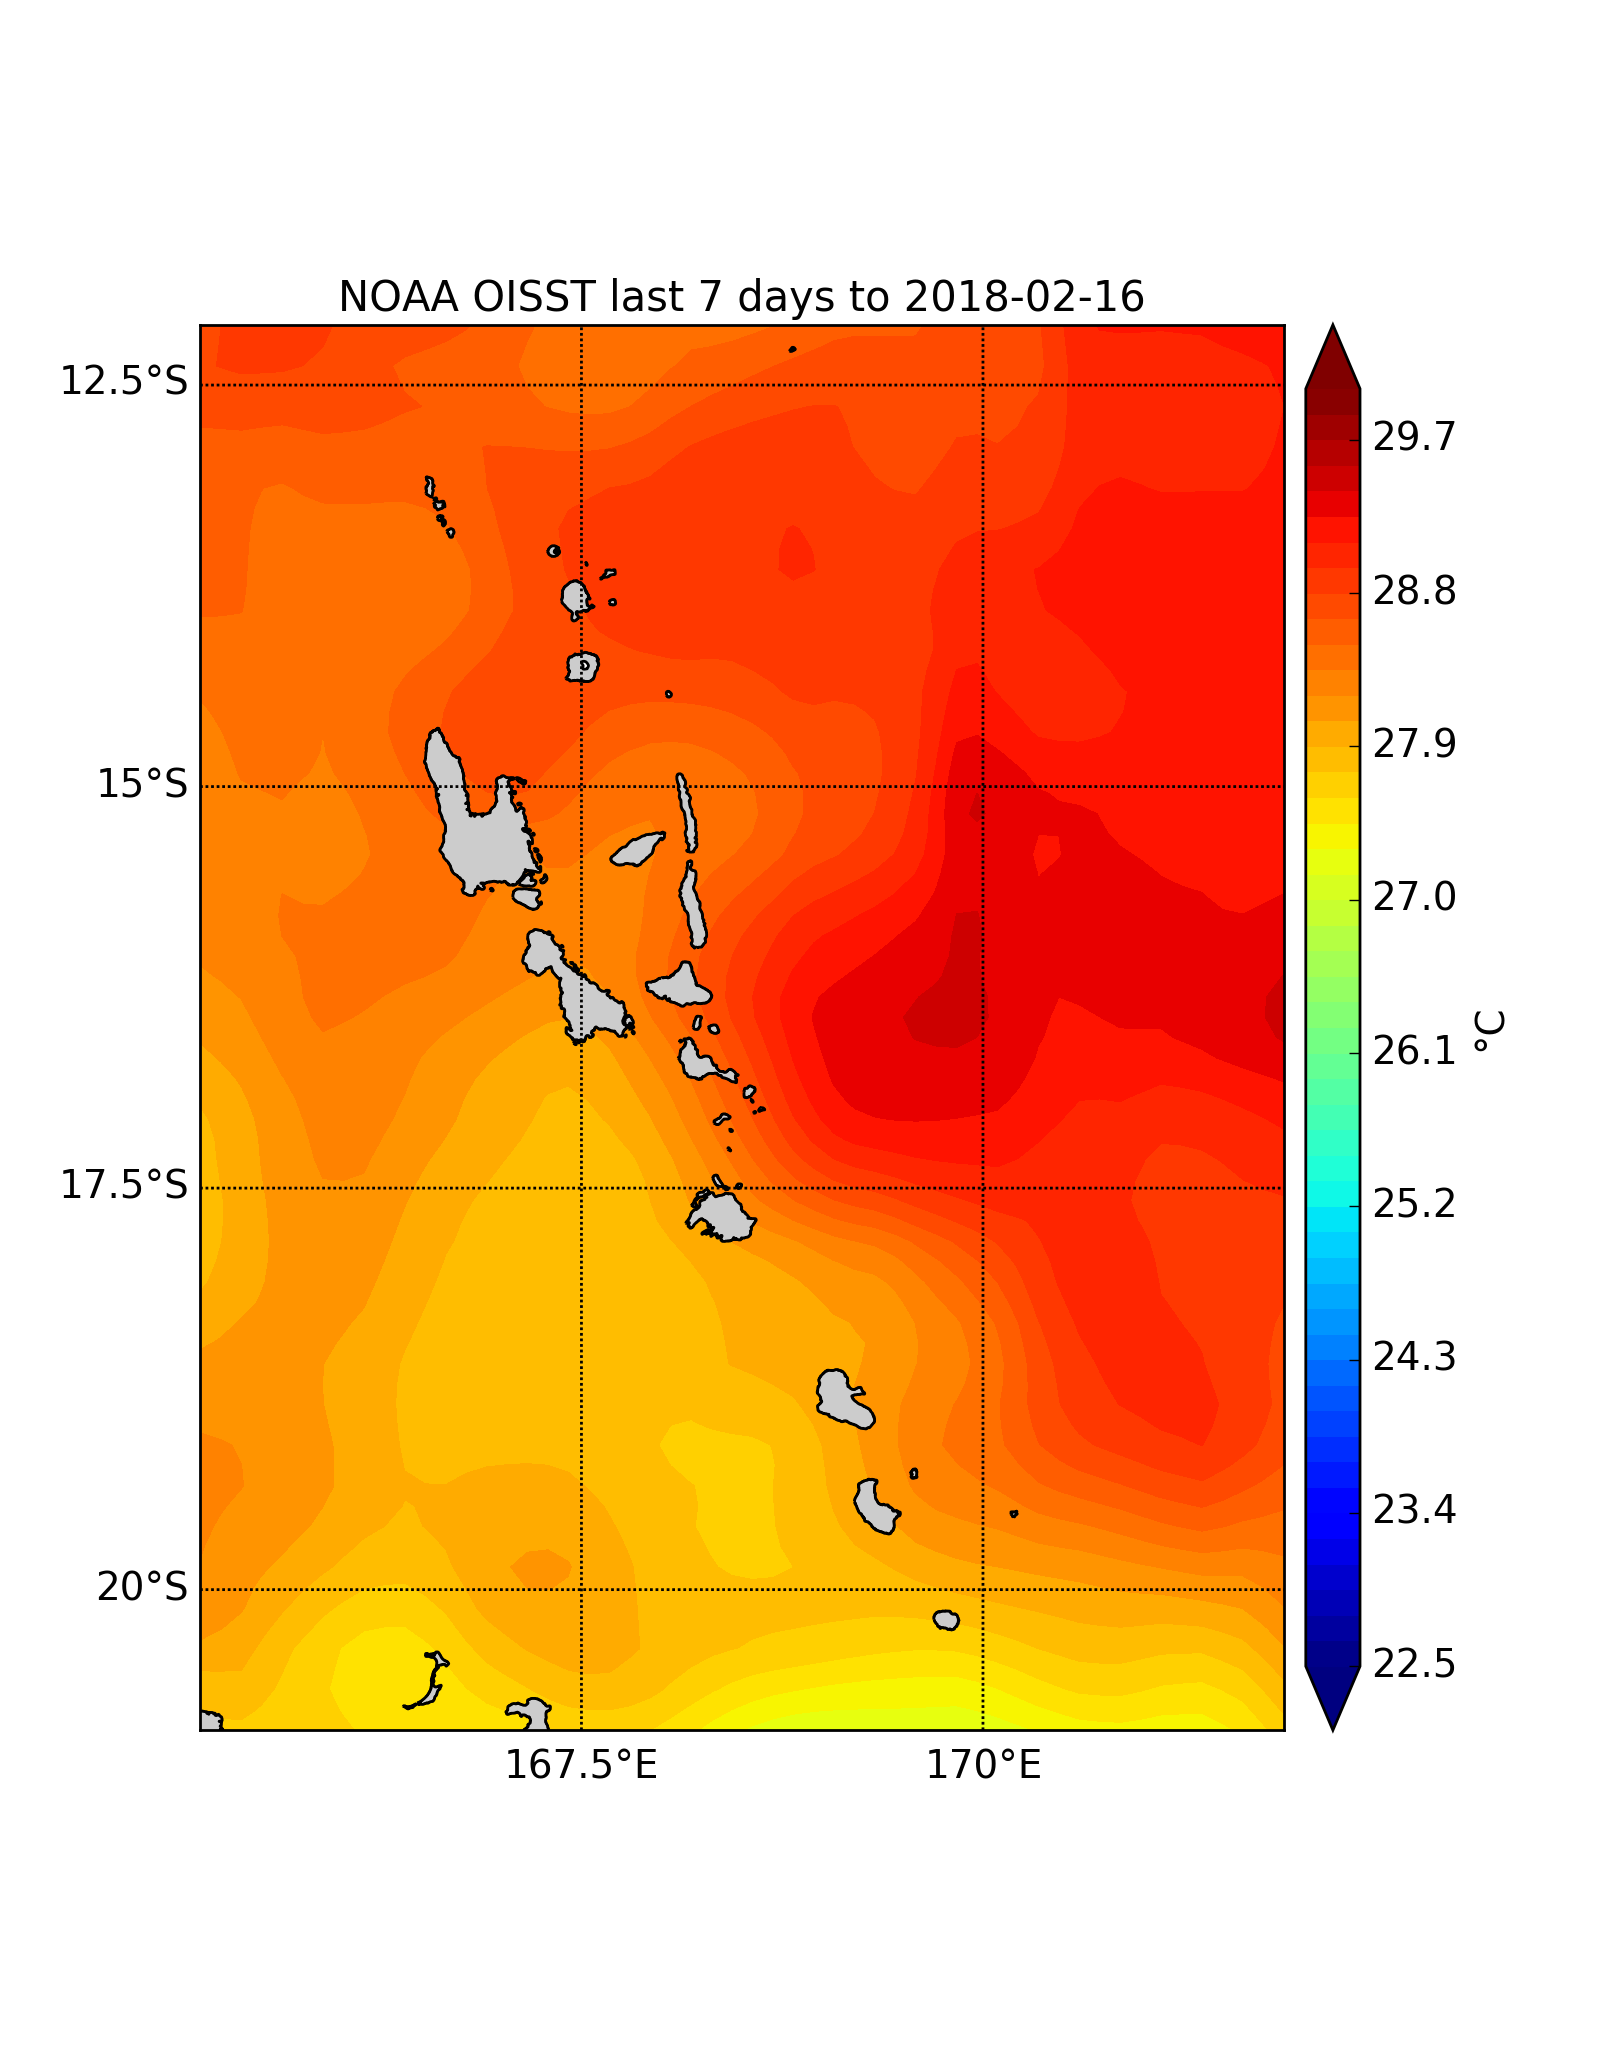 NOAA OISST last 7 days to 2018-02-16
12.5°S
15°S
17.5°S
20°S
167.5°E
170°E
29.7
28.8
27.9
27.0
26.1
25.2
24.3
23.4
22.5
°C